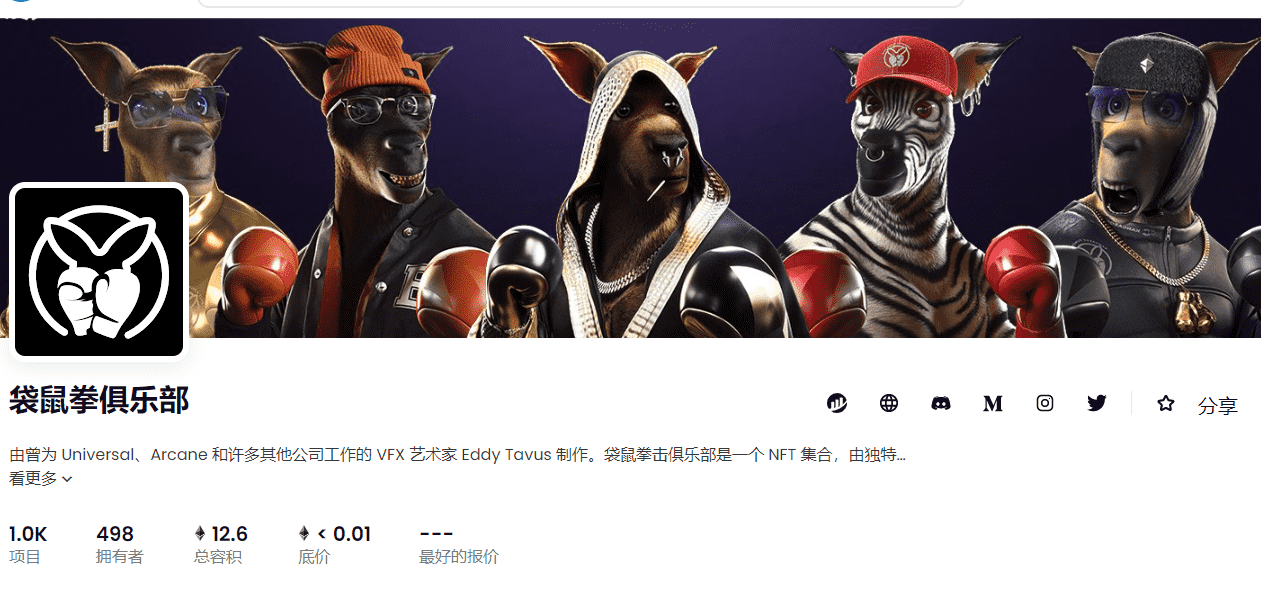 袋鼠拳俱乐部
分享
由曾为 Universal、Arcane 和许多其他公司工作的 VFX 艺术家 Eddy Tavus 制作。袋鼠拳击俱乐部是一个 NFT 集合，由独特...
看更多
1.0K 498 12.6 < 0.01 ---
项目 拥有者 总容积 底价 最好的报价